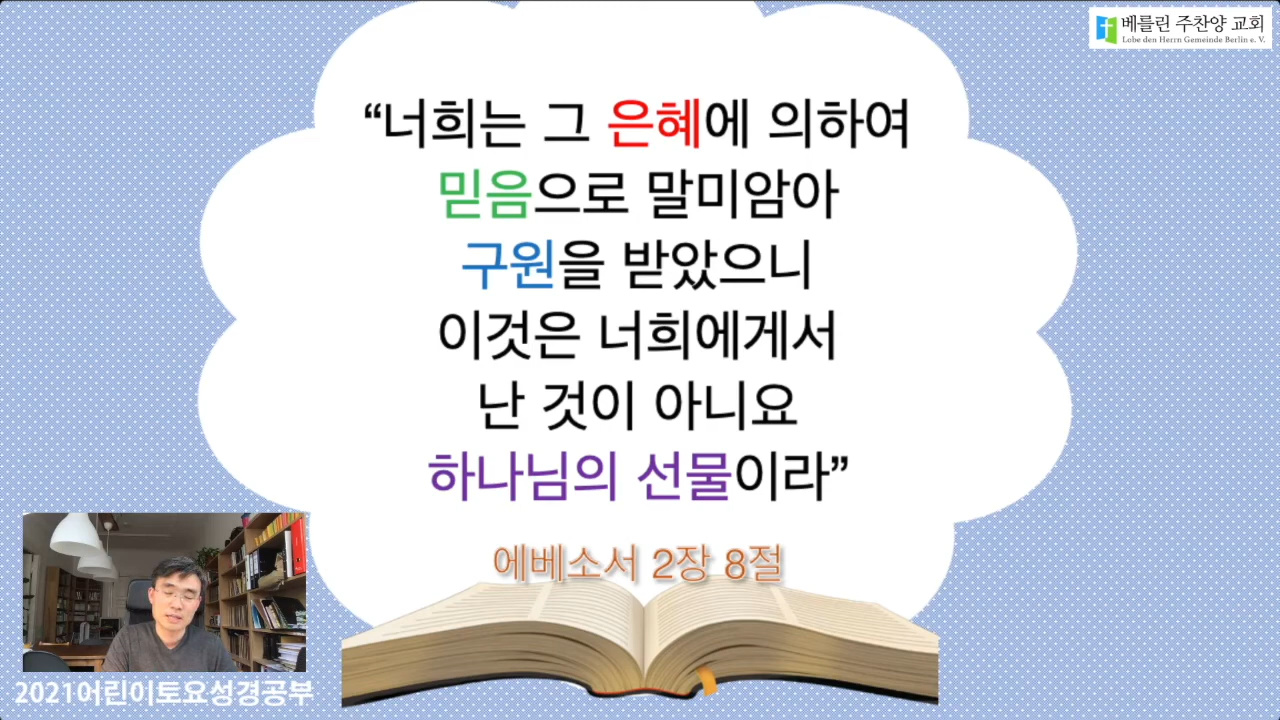 베를린 주찬양 교회
Lobe den Herrn Gemeinde Berlin e. V.
“너희는 그 은혜에 의하여
믿음으로 말미암아
구원을 받았으니
이것은 너희에게서
난 것이 아니요
하나님의 선물이라”
에베소서 2장 8절
2021어린이토요성경공부